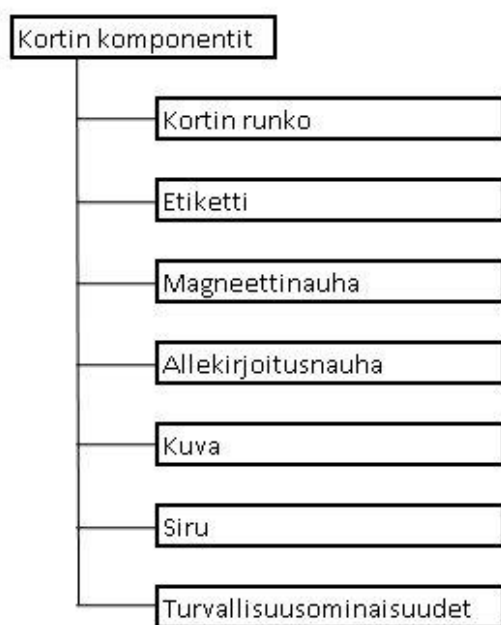 Kortin komponentit
Kortin runko
Etiketti
Magneettinauha
Allekirjoitusnauha
Kuva
Siru
Turvallisuusominaisuudet